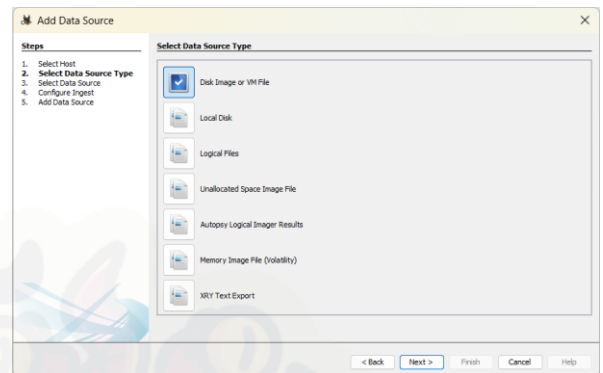 Add Data Source
Steps
1. Select Host
2. Select Data Source Type
3. Select Data Source
4. Configure Ingest
5. Add Data Source
Select Data Source Type
Disk Image or VM File
Local Disk
Logical Files
Unallocated Space Image File
Autopsy Logical Imager Results
Memory Image File (Volatility)
XRY Text Export
< Back Next > Finish Cancel Help